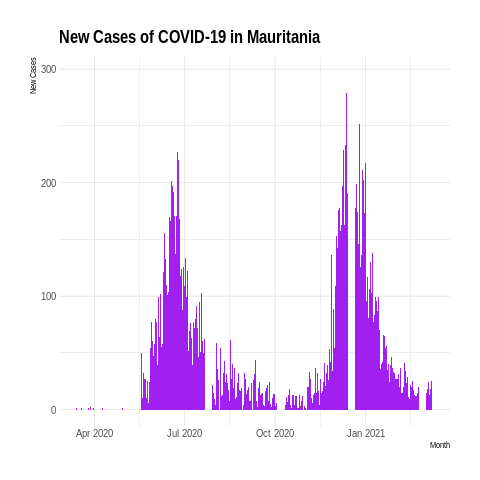 New Cases of COVID-19 in Mauritania
New Cases
300
200
100
0
Apr 2020 Jul 2020 Oct 2020 Jan 2021
Month